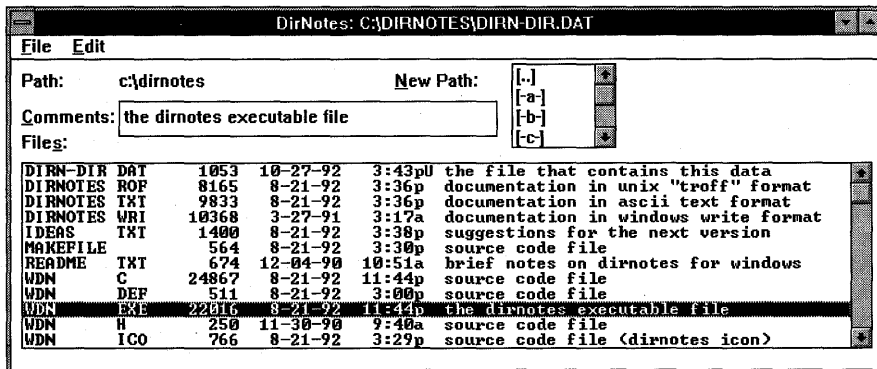 DirNotes: C:\DIRNOTES\DIRN-DIR.DAT
File Edit
Path: c:\dirnotes New Path:
[..]
[-a-]
[-b-]
[-c-]
Comments: the dirnotes executable file
Files:
DIRN-DIR DAT 1053 10-27-92 3:43pU the file that contains this data
DIRNOTES ROF 8165 8-21-92 3:36p documentation in unix "troff" format
DIRNOTES TXT 9833 8-21-92 3:36p documentation in ascii text format
DIRNOTES WRI 10368 3-27-91 3:17a documentation in windows write format
IDEAS TXT 1400 8-21-92 3:38p suggestions for the next version
MAKEFILE 564 8-21-92 3:30p source code file
README TXT 674 12-04-90 10:51a brief notes on dirnotes for windows
WDN C 24867 8-21-92 11:44p source code file
WDN DEF 511 8-21-92 3:00p source code file
WDN EXE 22016 8-21-92 11:44p the dirnotes executable file
WDN H 250 11-30-90 9:40a source code file
WDN ICO 766 8-21-92 3:29p source code file (dirnotes icon)